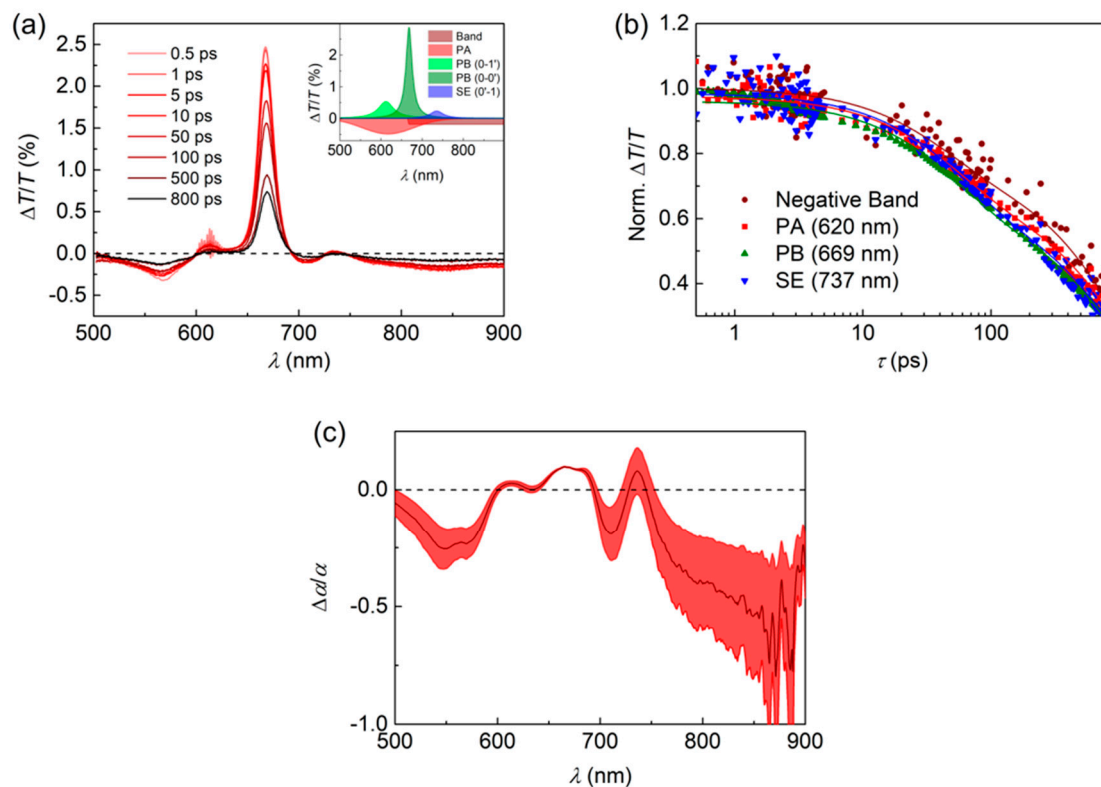 (a)
ΔT/T (%)
2.5
2.0
1.5
1.0
0.5
0.0
-0.5
0.5 ps
1 ps
5 ps
10 ps
50 ps
100 ps
500 ps
800 ps
500 600 700 800 900
λ (nm)
ΔT/T (%)
3
2
1
0
500 600 700 800
λ (nm)
Band
PA
PB (0-1')
PB (0-0')
SE (0'-1)
(b)
Norm. ΔT/T
1.2
1.0
0.8
0.6
0.4
Negative Band
PA (620 nm)
PB (669 nm)
SE (737 nm)
1 10 100
τ (ps)
(c)
Δα/α
0.0
-0.5
-1.0
500 600 700 800 900
λ (nm)